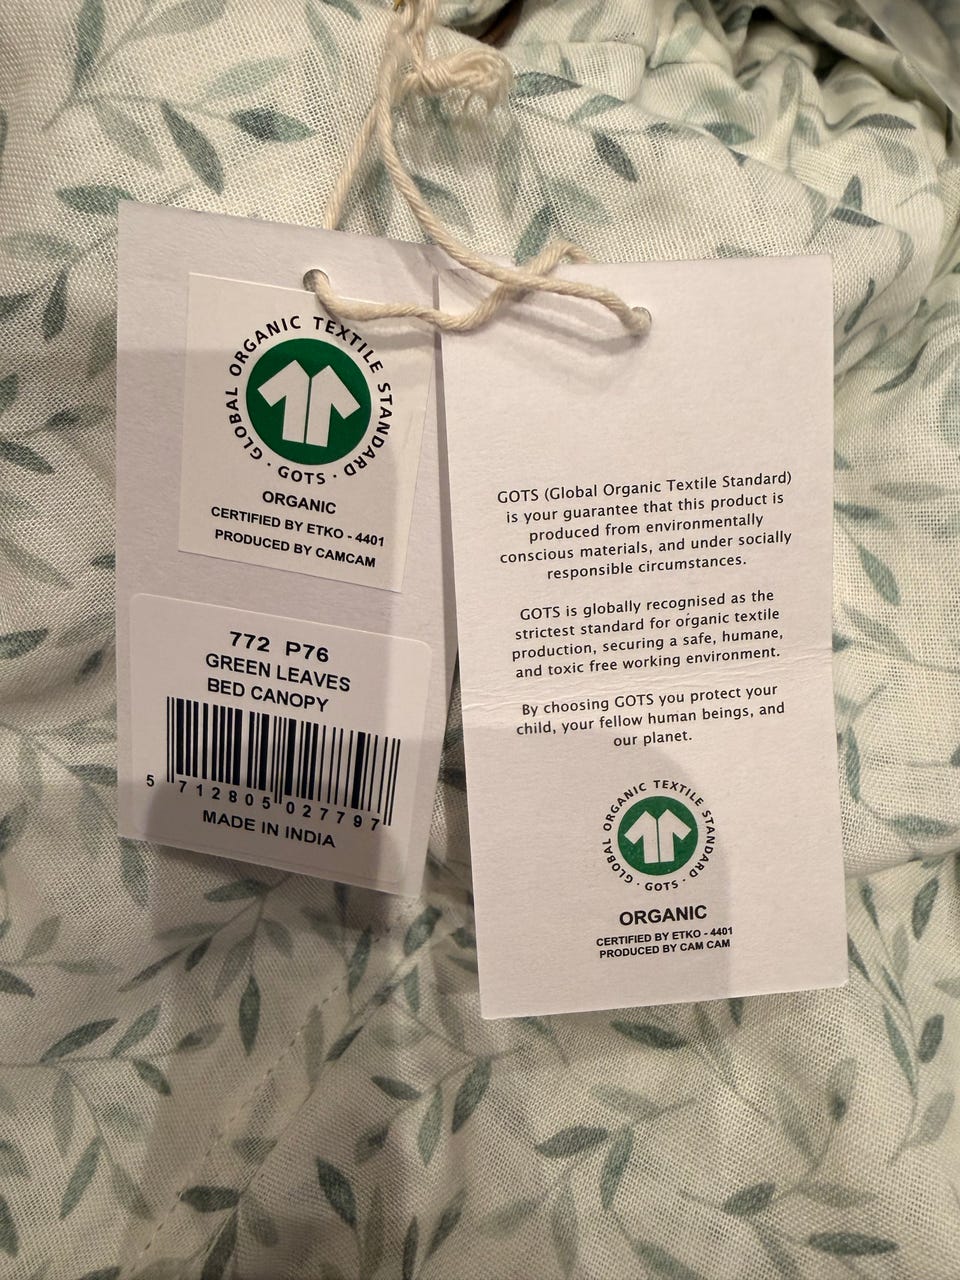 GLOBAL ORGANIC TEXTILE STANDARD · GOTS ·
ORGANIC
CERTIFIED BY ETKO - 4401
PRODUCED BY CAMCAM
772 P76
GREEN LEAVES
BED CANOPY
5 712805 027797
MADE IN INDIA
GOTS (Global Organic Textile Standard)
is your guarantee that this product is
produced from environmentally
conscious materials, and under socially
responsible circumstances.
GOTS is globally recognised as the
strictest standard for organic textile
production, securing a safe, humane,
and toxic free working environment.
By choosing GOTS you protect your
child, your fellow human beings, and
our planet.
GLOBAL ORGANIC TEXTILE STANDARD · GOTS ·
ORGANIC
CERTIFIED BY ETKO - 4401
PRODUCED BY CAM CAM